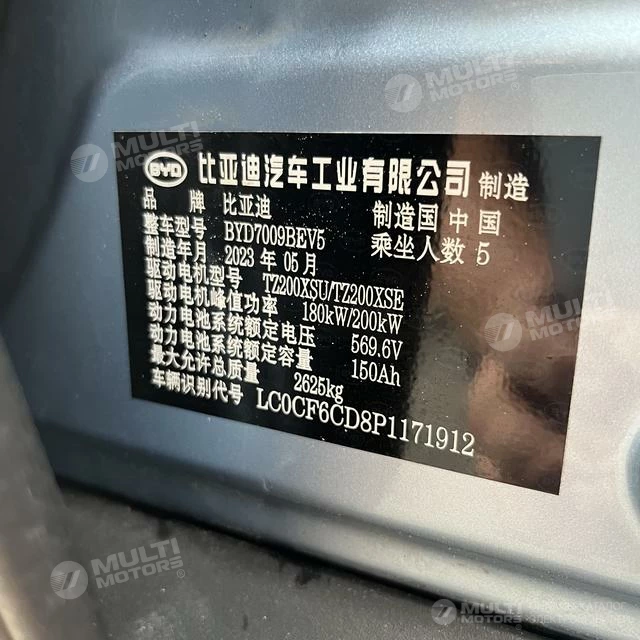 MULTI MOTORS
MULTI MOTORS
BYD 比亚迪汽车工业有限公司 制造
品牌 比亚迪 制造国 中国
整车型号 BYD7009BEV5 乘坐人数 5
制造年月 2023 年 05 月
驱动电机型号 TZ200XSU/TZ200XSE
驱动电机峰值功率 180kW/200kW
动力电池系统额定电压 569.6V
动力电池系统额定容量 150Ah
最大允许总质量 2625kg
车辆识别代号 LC0CF6CD8P1171912
MULTI MOTORS
MULTI MOTORS
MULTI MOTORS